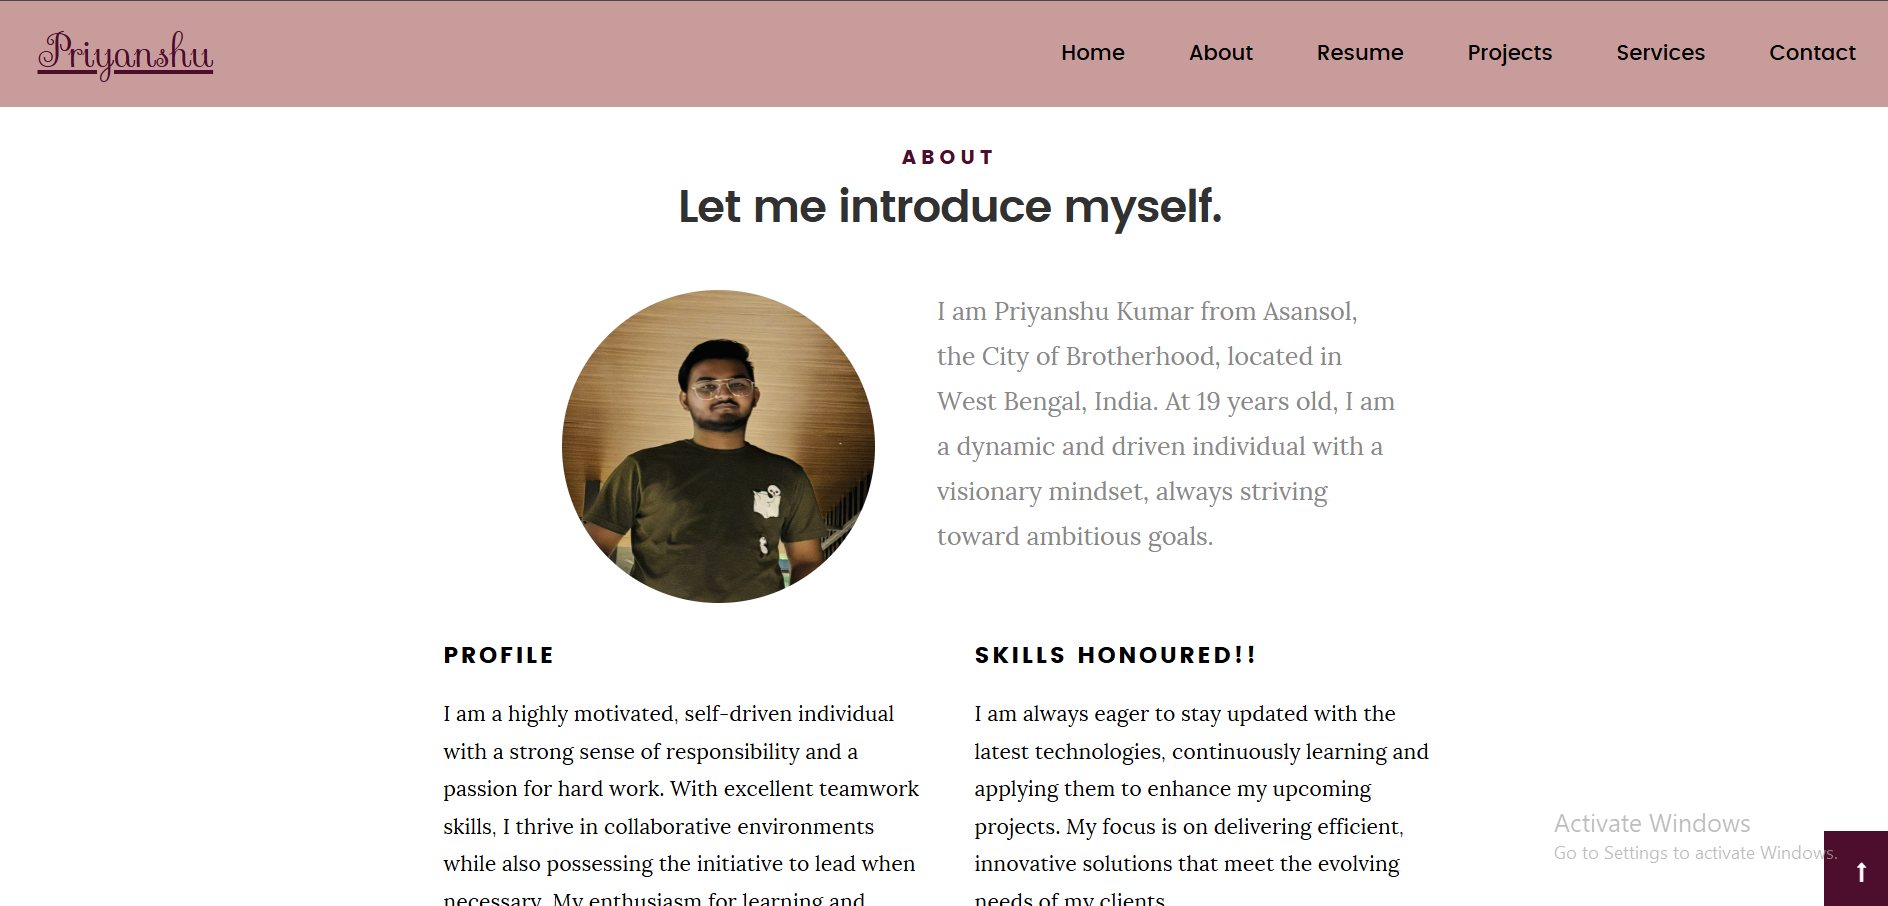 Priyanshu
Home About Resume Projects Services Contact
ABOUT
Let me introduce myself.
I am Priyanshu Kumar from Asansol,
the City of Brotherhood, located in
West Bengal, India. At 19 years old, I am
a dynamic and driven individual with a
visionary mindset, always striving
toward ambitious goals.
PROFILE
I am a highly motivated, self-driven individual
with a strong sense of responsibility and a
passion for hard work. With excellent teamwork
skills, I thrive in collaborative environments
while also possessing the initiative to lead when
necessary. My enthusiasm for learning and
SKILLS HONOURED!!
I am always eager to stay updated with the
latest technologies, continuously learning and
applying them to enhance my upcoming
projects. My focus is on delivering efficient,
innovative solutions that meet the evolving
needs of my clients.
Activate Windows
Go to Settings to activate Windows.